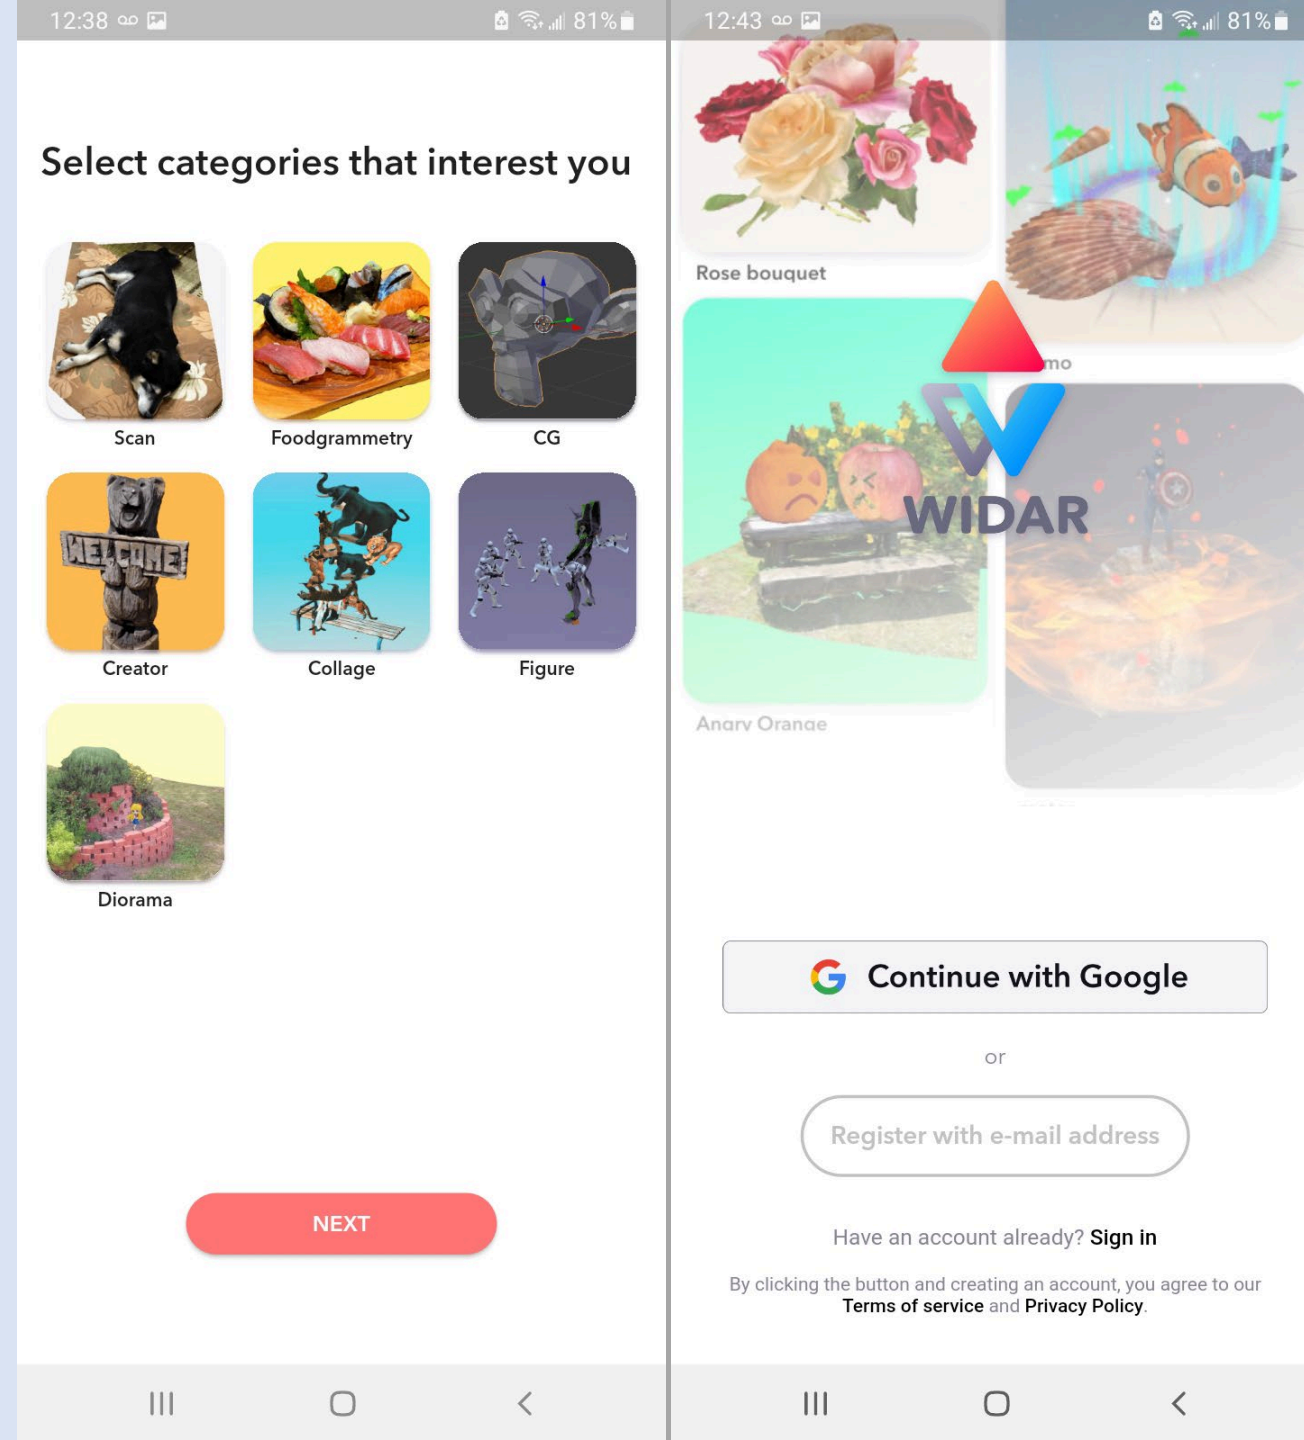 12:38
81%
Select categories that interest you
Scan
Foodgrammetry
CG
WELCOME!
Creator
Collage
Figure
Diorama
NEXT
12:43
81%
Rose bouquet
mo
WIDAR
Angry Orange
Continue with Google
or
Register with e-mail address
Have an account already? Sign in
By clicking the button and creating an account, you agree to our
Terms of service and Privacy Policy.